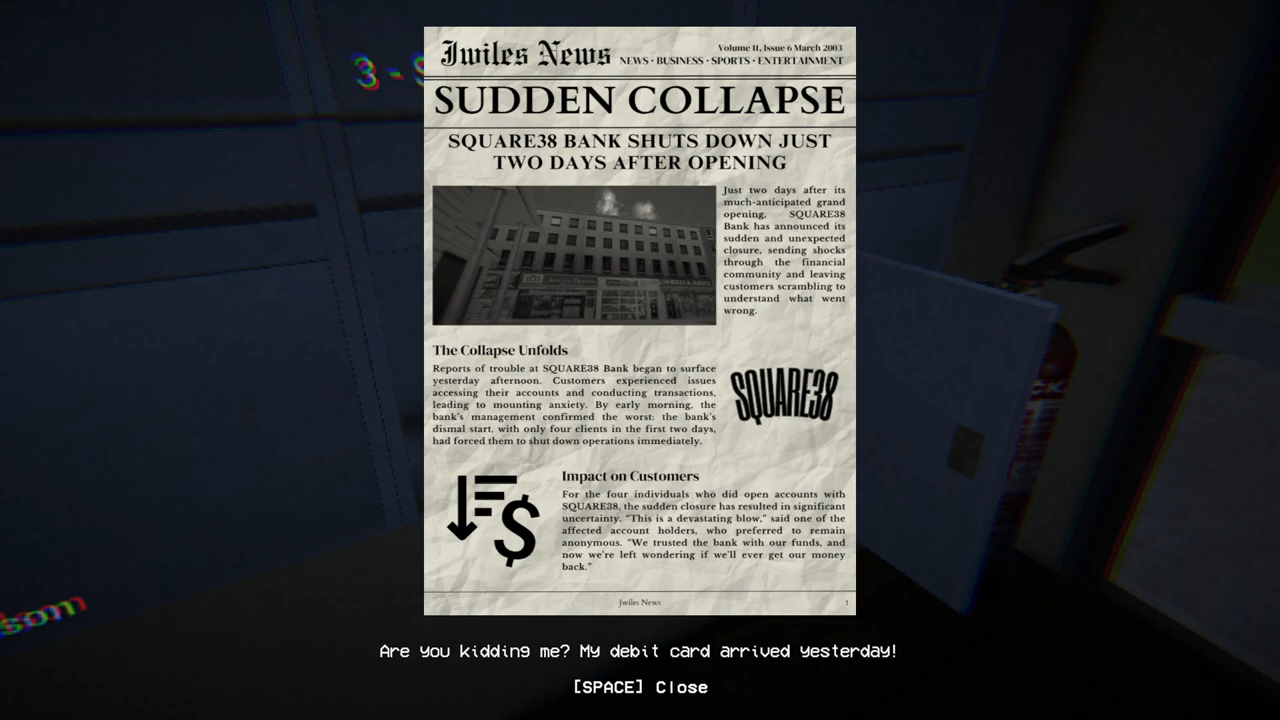 3 - S
Jwiles News
Volume II, Issue 6 March 2003
NEWS • BUSINESS • SPORTS • ENTERTAINMENT
SUDDEN COLLAPSE
SQUARE38 BANK SHUTS DOWN JUST
TWO DAYS AFTER OPENING
Just two days after its
much-anticipated grand
opening, SQUARE38
Bank has announced its
sudden and unexpected
closure, sending shocks
through the financial
community and leaving
customers scrambling to
understand what went
wrong.
The Collapse Unfolds
Reports of trouble at SQUARE38 Bank began to surface
yesterday afternoon. Customers experienced issues
accessing their accounts and conducting transactions,
leading to mounting anxiety. By early morning, the
bank's management confirmed the worst: the bank's
dismal start, with only four clients in the first two days,
had forced them to shut down operations immediately.
SQUARE38
$
Impact on Customers
For the four individuals who did open accounts with
SQUARE38, the sudden closure has resulted in significant
uncertainty. “This is a devastating blow,” said one of the
affected account holders, who preferred to remain
anonymous. “We trusted the bank with our funds, and
now we're left wondering if we'll ever get our money
back.”
Jwiles News
1
som
Are you kidding me? My debit card arrived yesterday!
[SPACE] Close